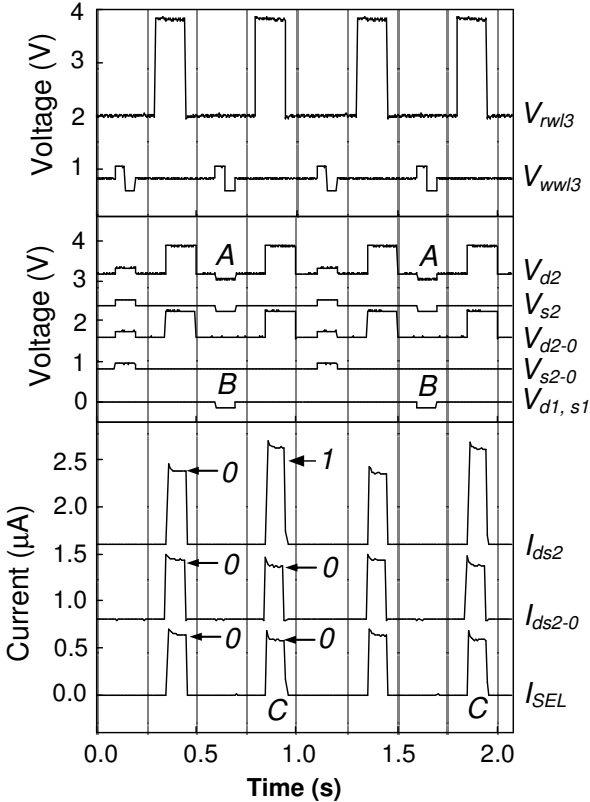 Voltage (V)
4
3
2
1
V_rwl3
V_wwl3
Voltage (V)
4
3
2
1
0
A
A
B
B
V_d2
V_s2
V_d2-0
V_s2-0
V_d1, s1
Current (μA)
2.5
2.0
1.5
1.0
0.5
0.0
0
1
0
0
0
0
C
C
I_ds2
I_ds2-0
I_SEL
0.0 0.5 1.0 1.5 2.0
Time (s)